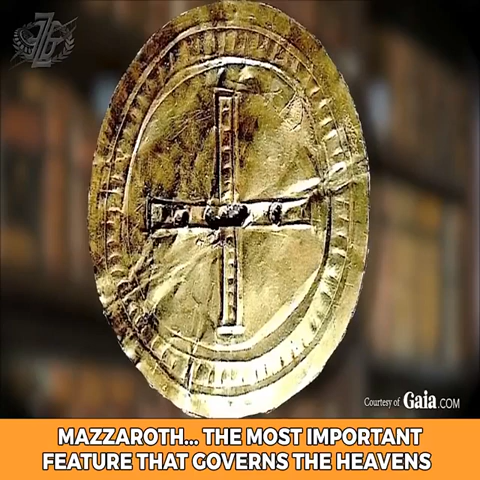 Courtesy of Gaia.COM
MAZZAROTH... THE MOST IMPORTANT
FEATURE THAT GOVERNS THE HEAVENS